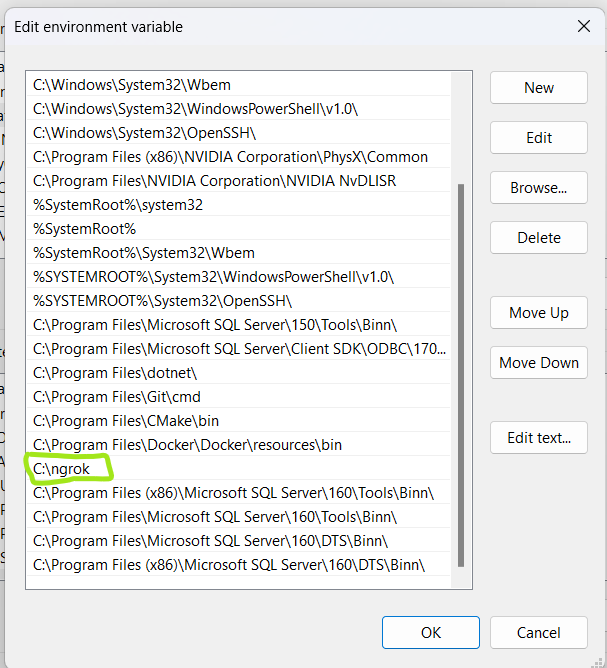 Edit environment variable
C:\Windows\System32\Wbem
C:\Windows\System32\WindowsPowerShell\v1.0\
C:\Windows\System32\OpenSSH\
C:\Program Files (x86)\NVIDIA Corporation\PhysX\Common
C:\Program Files\NVIDIA Corporation\NVIDIA NvDLISR
%SystemRoot%\system32
%SystemRoot%
%SystemRoot%\System32\Wbem
%SYSTEMROOT%\System32\WindowsPowerShell\v1.0\
%SYSTEMROOT%\System32\OpenSSH\
C:\Program Files\Microsoft SQL Server\150\Tools\Binn\
C:\Program Files\Microsoft SQL Server\Client SDK\ODBC\170...
C:\Program Files\dotnet\
C:\Program Files\Git\cmd
C:\Program Files\CMake\bin
C:\Program Files\Docker\Docker\resources\bin
C:\ngrok
C:\Program Files (x86)\Microsoft SQL Server\160\Tools\Binn\
C:\Program Files\Microsoft SQL Server\160\Tools\Binn\
C:\Program Files\Microsoft SQL Server\160\DTS\Binn\
C:\Program Files (x86)\Microsoft SQL Server\160\DTS\Binn\
New
Edit
Browse...
Delete
Move Up
Move Down
Edit text...
OK
Cancel